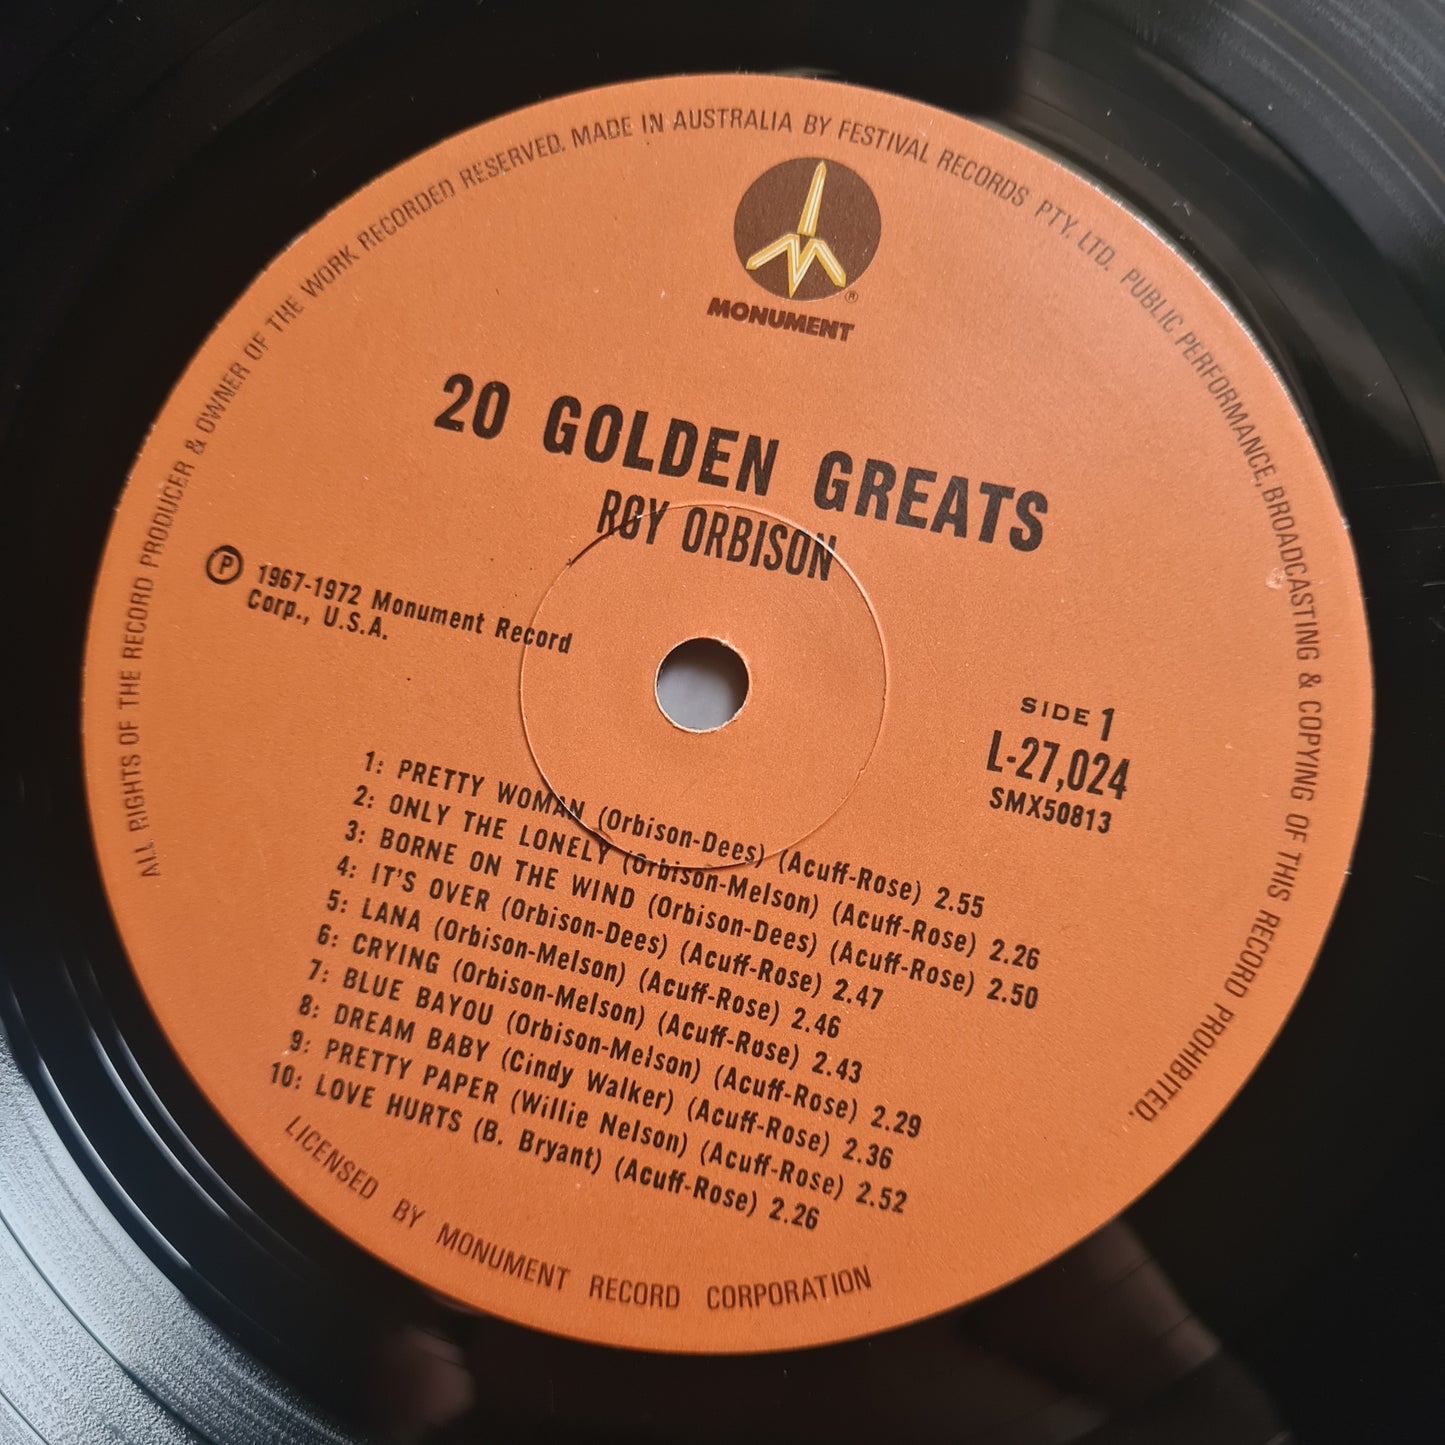 ALL RIGHTS OF THE RECORD PRODUCER & OWNER OF THE WORK RECORDED RESERVED. MADE IN AUSTRALIA BY FESTIVAL RECORDS PTY. LTD. PUBLIC PERFORMANCE, BROADCASTING & COPYING OF THIS RECORD PROHIBITED.
®
MONUMENT
20 GOLDEN GREATS
ROY ORBISON
Ⓟ 1967-1972 Monument Record
Corp., U.S.A.
SIDE 1
L-27,024
SMX50813
1: PRETTY WOMAN (Orbison-Dees) (Acuff-Rose) 2.55
2: ONLY THE LONELY (Orbison-Melson) (Acuff-Rose) 2.26
3: BORNE ON THE WIND (Orbison-Dees) (Acuff-Rose) 2.50
4: IT'S OVER (Orbison-Dees) (Acuff-Rose) 2.47
5: LANA (Orbison-Melson) (Acuff-Rose) 2.46
6: CRYING (Orbison-Melson) (Acuff-Rose) 2.43
7: BLUE BAYOU (Orbison-Melson) (Acuff-Rose) 2.29
8: DREAM BABY (Cindy Walker) (Acuff-Rose) 2.36
9: PRETTY PAPER (Willie Nelson) (Acuff-Rose) 2.52
10: LOVE HURTS (B. Bryant) (Acuff-Rose) 2.26
LICENSED BY MONUMENT RECORD CORPORATION